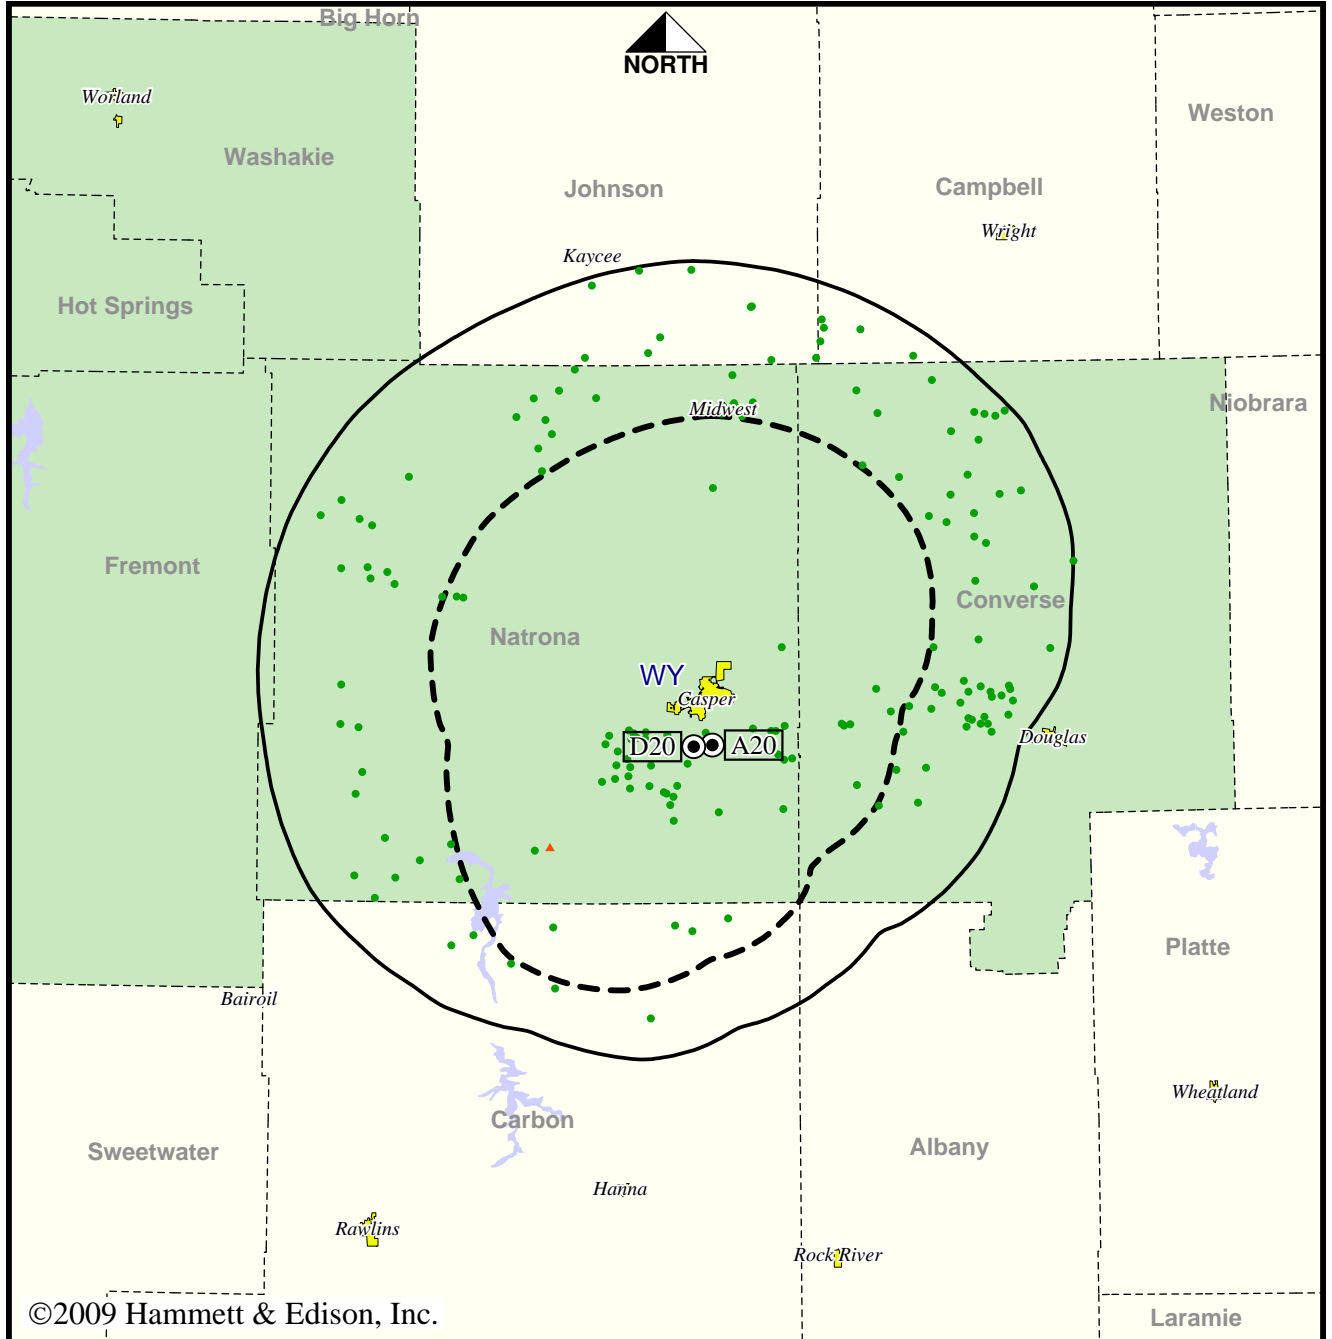 Big Horn
NORTH
Worland
Weston
Washakie
Johnson
Campbell
Wright
Kaycee
Hot Springs
Midwest
Niobrara
Fremont
Converse
Natrona
WY
Casper
Douglas
D20
A20
Platte
Bairoil
Wheatland
Carbon
Sweetwater
Albany
Hanna
Rawlins
Rock River
©2009 Hammett & Edison, Inc.
Laramie